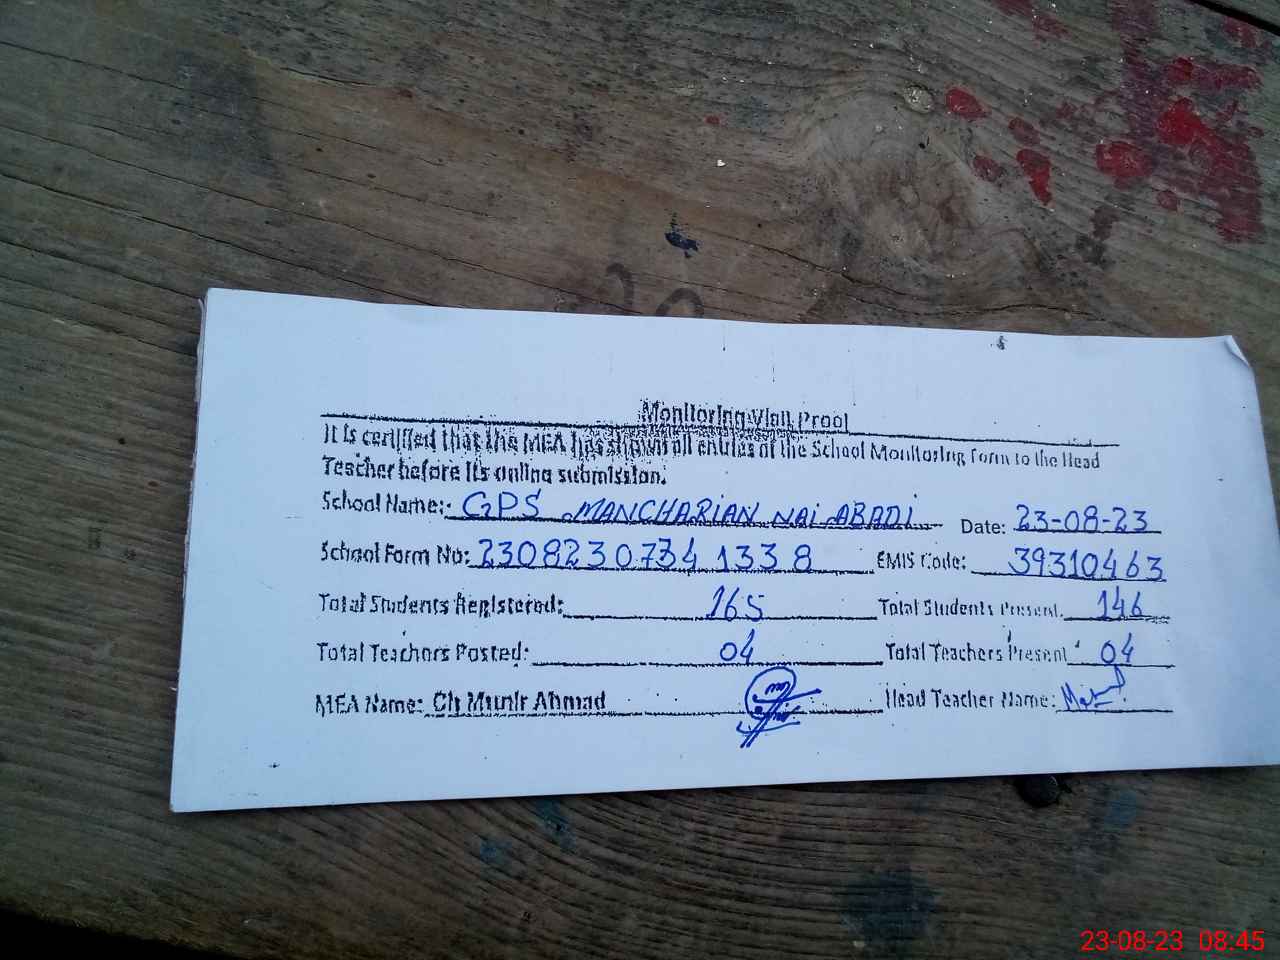 Monitoring Visit Proof
It is certified that the MEA has shown all entries of the School Monitoring Form to the Head
Teacher before its online submission.
School Name: GPS MANCHARIAN NAI ABADI Date: 23-08-23
School Form No: 2308230734 1338 EMIS Code: 39310463
Total Students Registered: 165 Total Students Present 146
Total Teachers Posted: 04 Total Teachers Present 04
MEA Name: Ch Munir Ahmad Head Teacher Name:
23-08-23 08:45